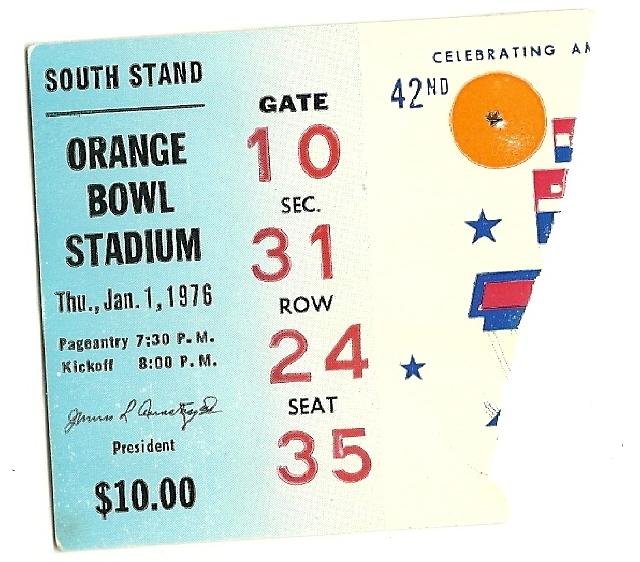 SOUTH STAND
ORANGE
BOWL
STADIUM
Thu., Jan. 1, 1976
Pageantry 7:30 P.M.
Kickoff 8:00 P.M.
President
$10.00
GATE
10
SEC.
31
ROW
24
SEAT
35
CELEBRATING
42ND